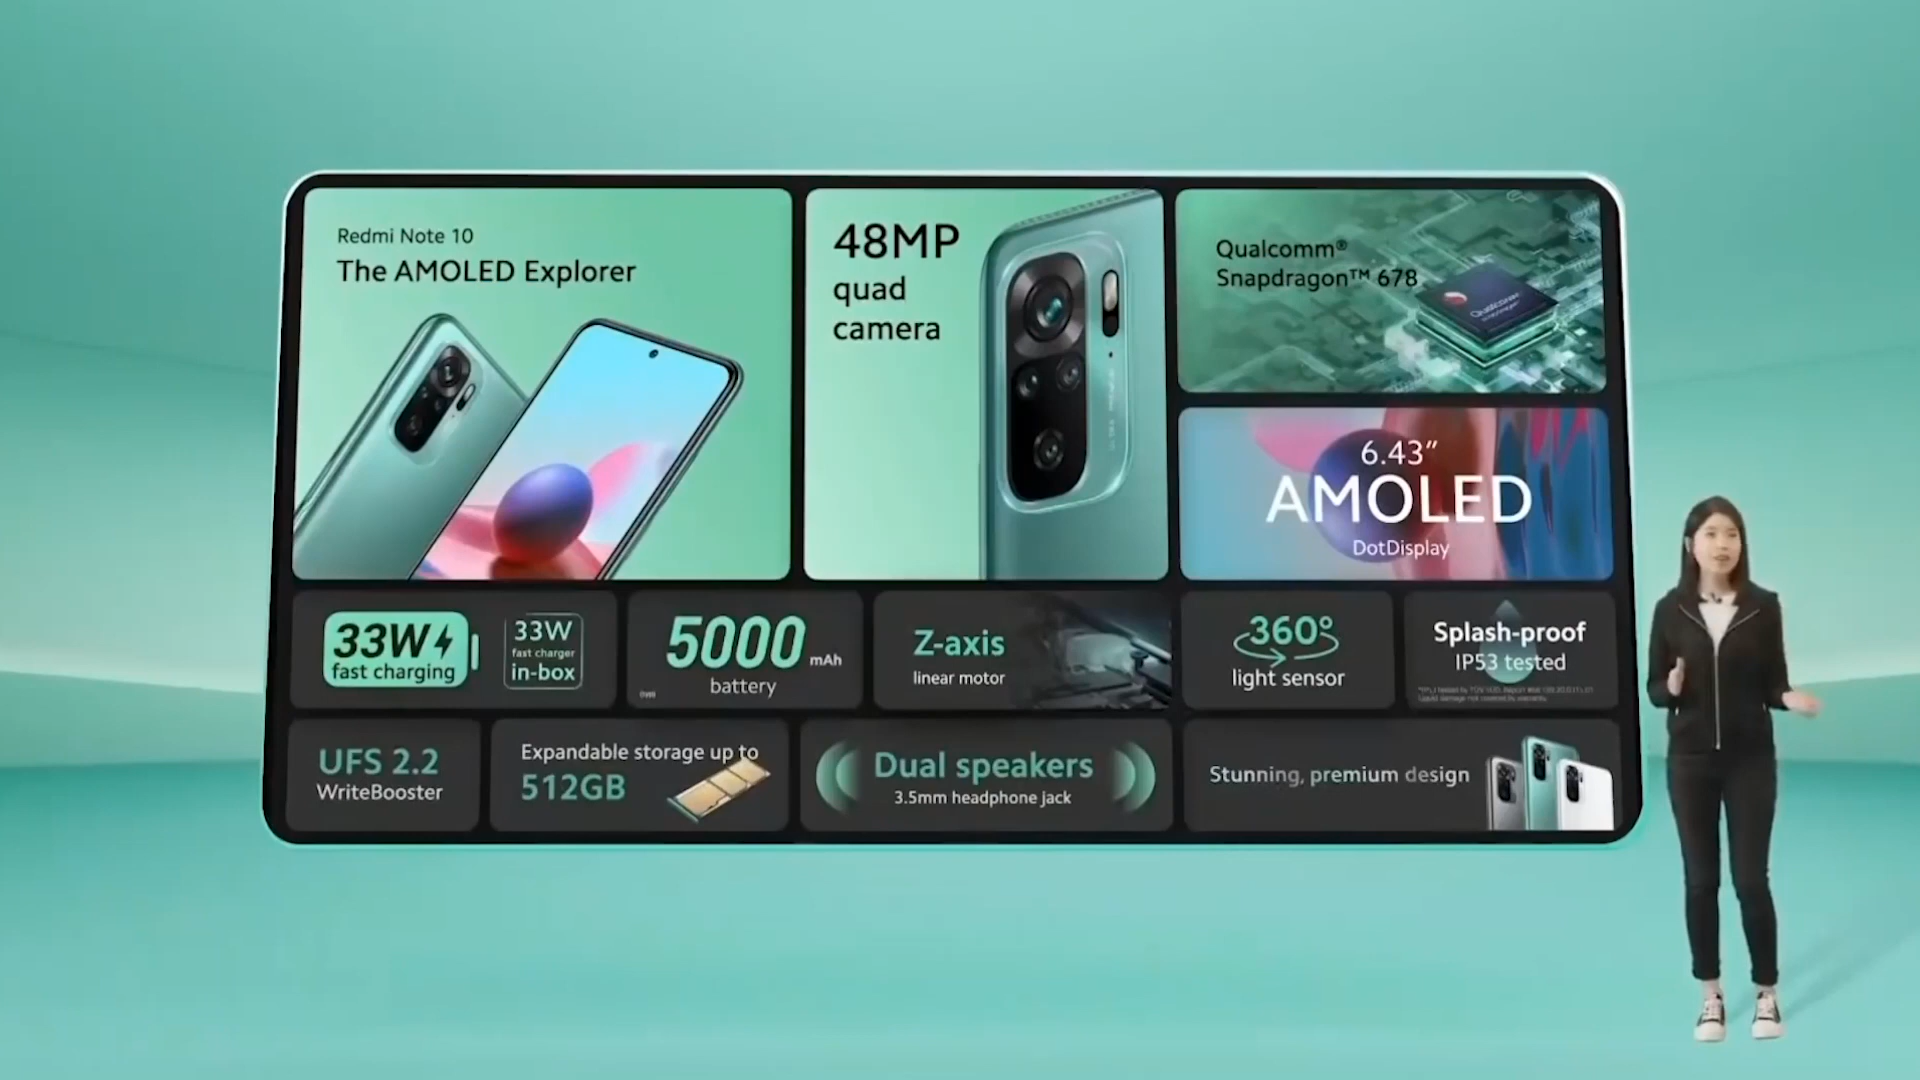 Redmi Note 10
The AMOLED Explorer
48MP
quad
camera
Qualcomm®
Snapdragon™ 678
Qualcomm
6.43”
AMOLED
DotDisplay
33W
fast charging
33W
fast charger
in-box
5000 mAh
battery
Z-axis
linear motor
360°
light sensor
Splash-proof
IP53 tested
UFS 2.2
WriteBooster
Expandable storage up to
512GB
Dual speakers
3.5mm headphone jack
Stunning, premium design